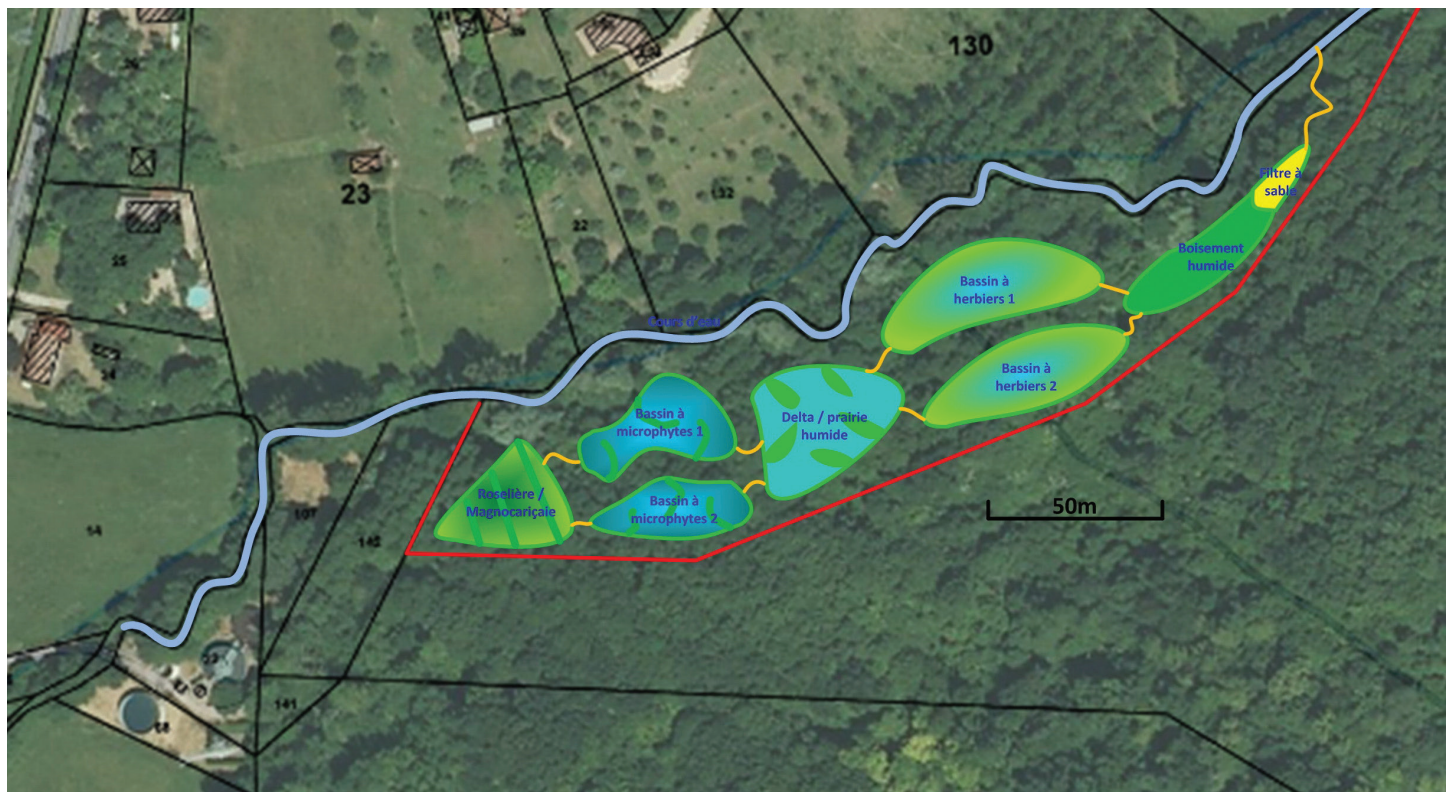 130
23
132
22
25
24
14
107
142
141
Filtre à
sable
Boisement
humide
Bassin à
herbiers 1
Cours d'eau
Bassin à
herbiers 2
Bassin à
microphytes 1
Delta / prairie
humide
Roselière /
Magnocariçaie
Bassin à
microphytes 2
50m